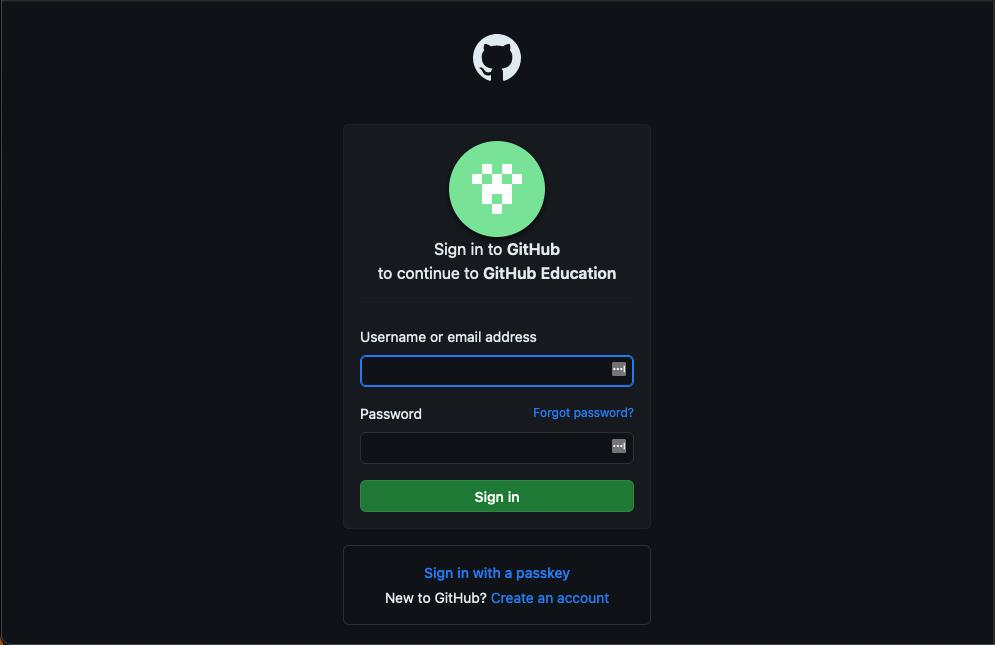 Sign in to GitHub
to continue to GitHub Education
Username or email address
Password
Forgot password?
Sign in
Sign in with a passkey
New to GitHub? Create an account